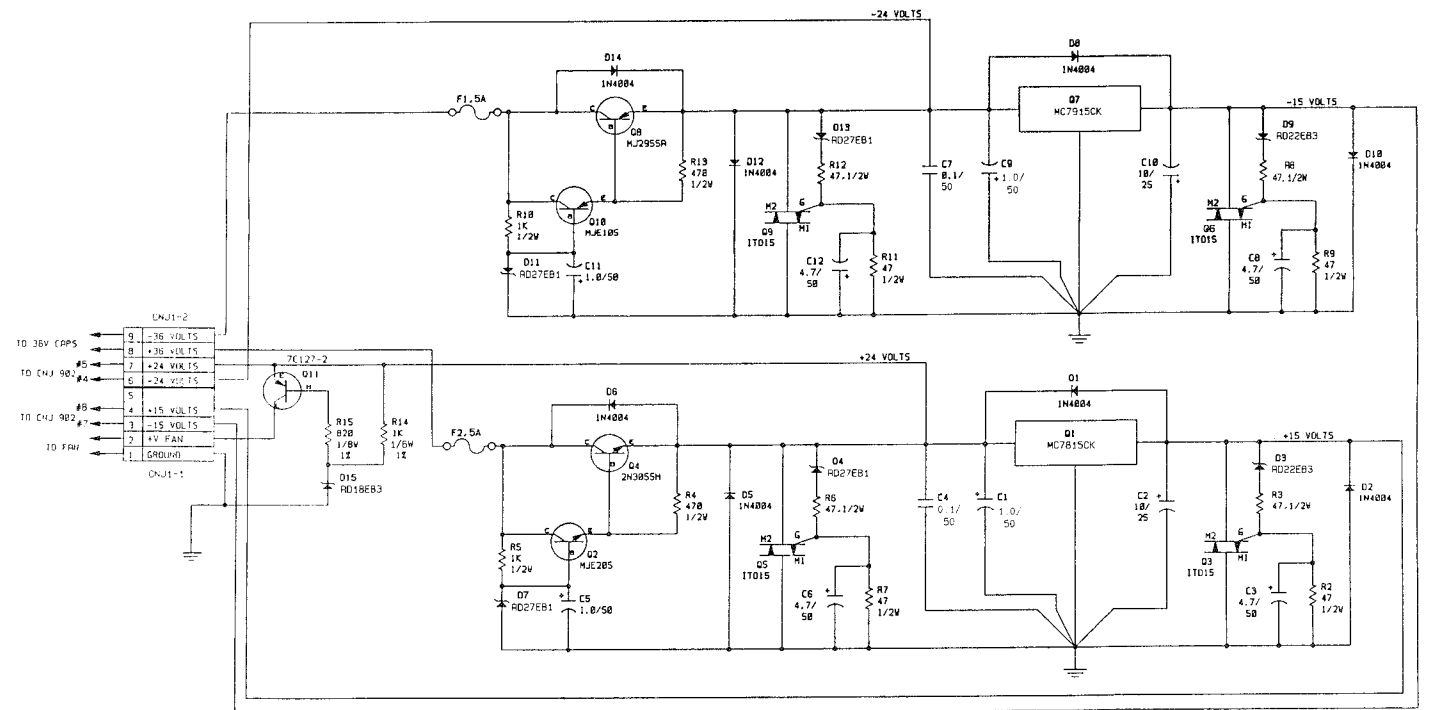 -24 VOLTS
D14
1N4004
D8
1N4004
F1,5A
C
E
B
Q8
MJ2955A
Q7
MC7915CK
-15 VOLTS
R13
470
1/2W
D12
1N4004
D13
RD27EB1
R12
47,1/2W
C7
0.1/
50
C9
+ 1.0/
50
C10
10/
25
+
D9
RD22EB3
R8
47,1/2W
D10
1N4004
C
E
B
Q10
MJE105
R10
1K
1/2W
D11
RD27EB1
C11
+ 1.0/50
M2
G
M1
Q9
IT015
C12
4.7/
50
+
R11
47
1/2W
M2
G
M1
Q6
IT015
C8
4.7/
50
+
R9
47
1/2W
CNJ1-2
TO 36V CAPS
9 -36 VOLTS
8 +36 VOLTS
#5 7 +24 VOLTS
TO CNJ 902
#4 6 -24 VOLTS
5
#8 4 +15 VOLTS
TO CNJ 902
#7 3 -15 VOLTS
2 +V FAN
TO FAN
1 GROUND
CNJ1-1
7C127-2
E
Q11
R15
820
1/8W
1%
R14
1K
1/6W
1%
D15
RD18EB3
+24 VOLTS
D6
1N4004
D1
1N4004
F2,5A
C
E
B
Q4
2N3055H
Q1
MC7815CK
+15 VOLTS
R4
470
1/2W
D5
1N4004
D4
RD27EB1
R6
47,1/2W
C4
0.1/
50
+
C1
1.0/
50
C2
10/
25
+
D3
RD22EB3
R3
47,1/2W
D2
1N4004
C
E
B
Q2
MJE205
R5
1K
1/2W
D7
RD27EB1
+
C5
1.0/50
M2
G
M1
Q5
IT015
C6
4.7/
50
+
R7
47
1/2W
M2
G
M1
Q3
IT015
C3
4.7/
50
+
R2
47
1/2W